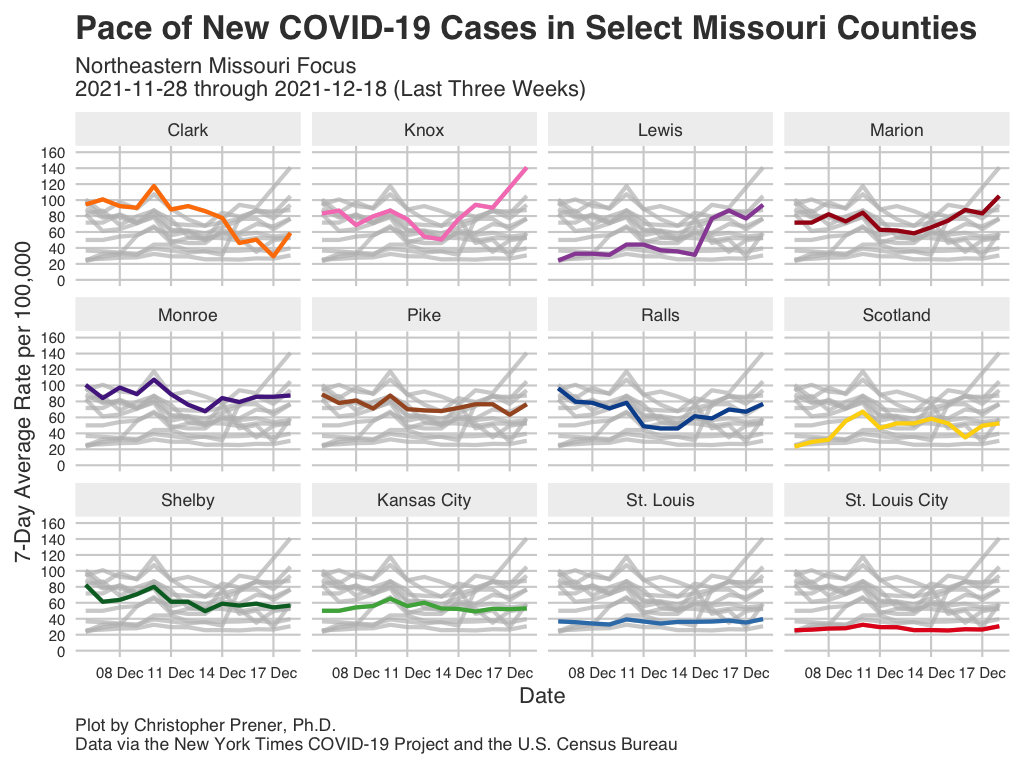 Pace of New COVID-19 Cases in Select Missouri Counties
Northeastern Missouri Focus
2021-11-28 through 2021-12-18 (Last Three Weeks)
7-Day Average Rate per 100,000
Clark Knox Lewis Marion
160
140
120
100
80
60
40
20
0
Monroe Pike Ralls Scotland
160
140
120
100
80
60
40
20
0
Shelby Kansas City St. Louis St. Louis City
160
140
120
100
80
60
40
20
0
08 Dec 11 Dec 14 Dec 17 Dec 08 Dec 11 Dec 14 Dec 17 Dec 08 Dec 11 Dec 14 Dec 17 Dec 08 Dec 11 Dec 14 Dec 17 Dec
Date
Plot by Christopher Prener, Ph.D.
Data via the New York Times COVID-19 Project and the U.S. Census Bureau